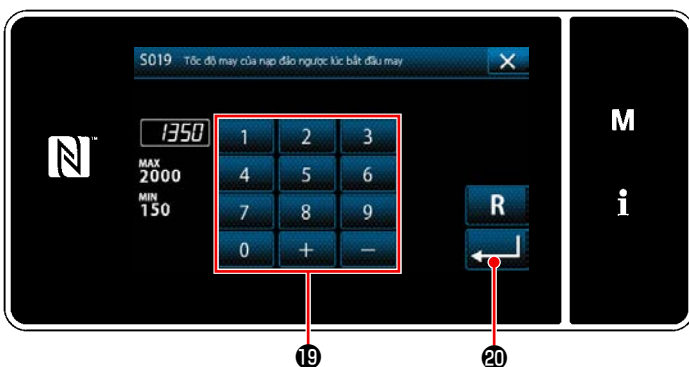 S019 Tốc độ may của nạp đảo ngược lúc bắt đầu may
1350
MAX
2000
MIN
150
1 2 3
4 5 6
7 8 9
0 + −
R
M
i
N™
⓳ ⓴